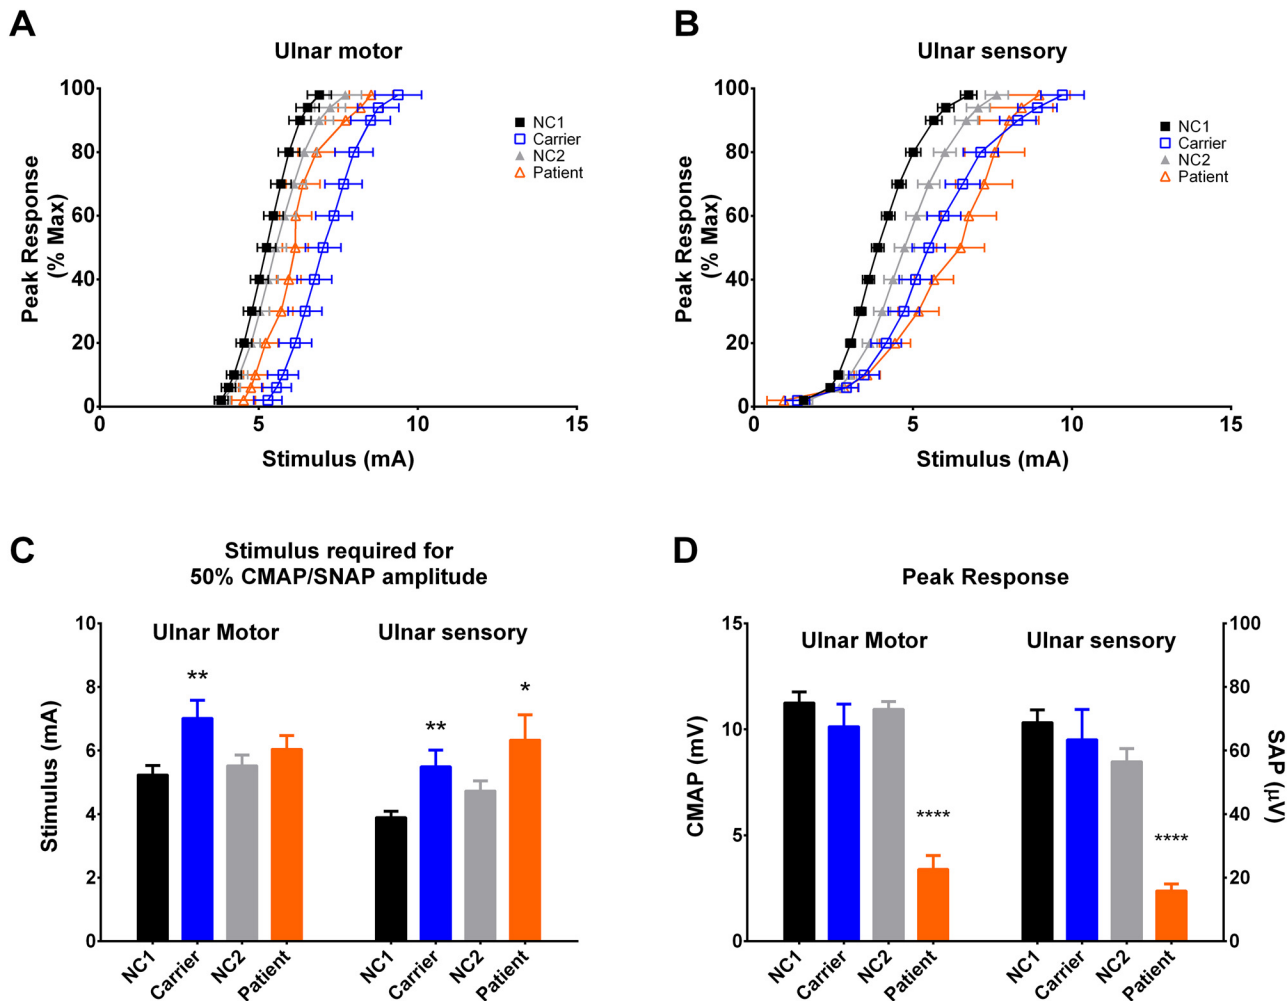 A
Ulnar motor
Peak Response
(% Max)
100
80
60
40
20
0
0
5
10
15
Stimulus (mA)
NC1
Carrier
NC2
Patient
B
Ulnar sensory
Peak Response
(% Max)
100
80
60
40
20
0
0
5
10
15
Stimulus (mA)
NC1
Carrier
NC2
Patient
C
Stimulus required for
50% CMAP/SNAP amplitude
Ulnar Motor
Ulnar sensory
Stimulus (mA)
10
8
6
4
2
0
**
**
*
NC1
Carrier
NC2
Patient
NC1
Carrier
NC2
Patient
D
Peak Response
Ulnar Motor
Ulnar sensory
CMAP (mV)
15
10
5
0
****
****
100
80
60
40
20
0
SAP (μV)
NC1
Carrier
NC2
Patient
NC1
Carrier
NC2
Patient